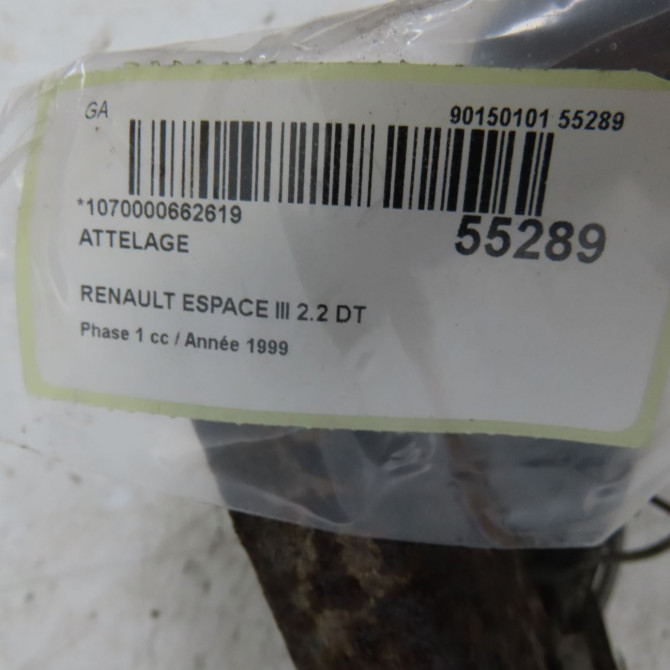 GA
90150101 55289
*1070000662619
55289
ATTELAGE
RENAULT ESPACE III 2.2 DT
Phase 1 cc / Année 1999